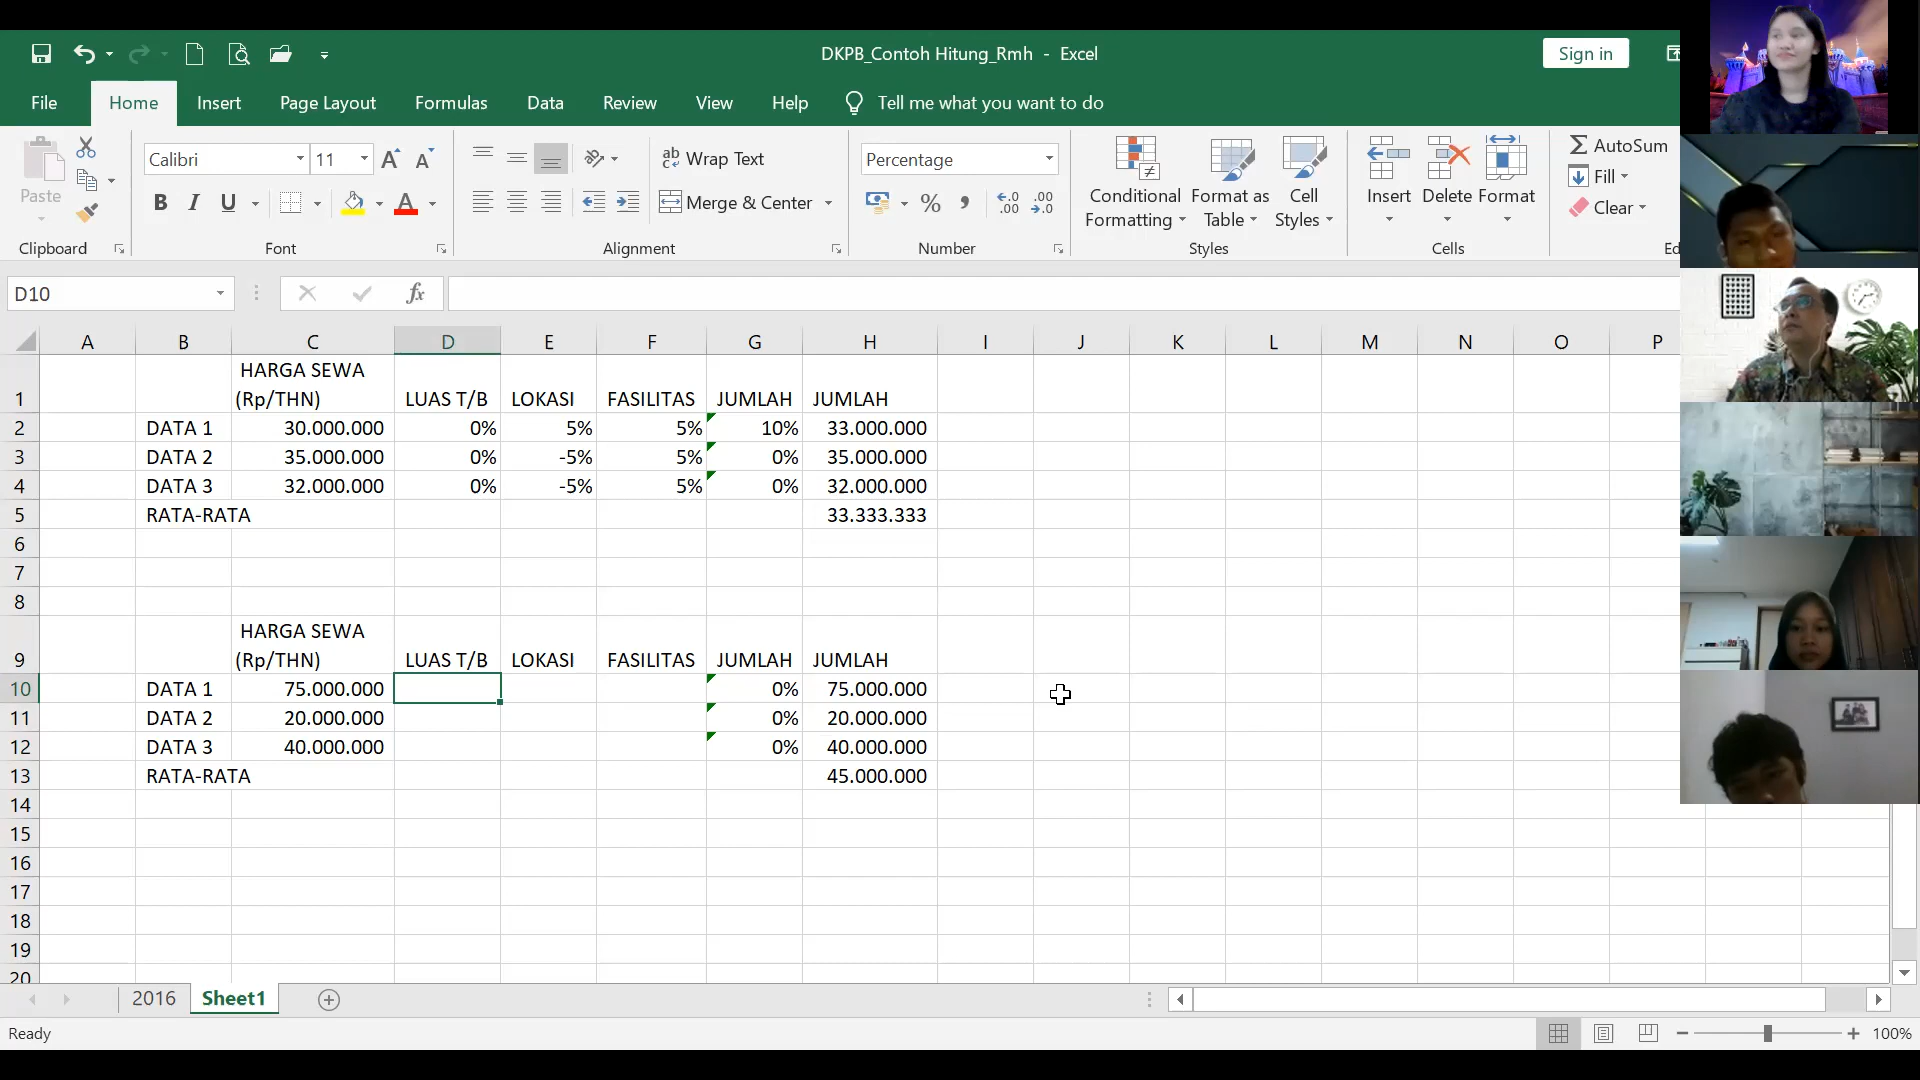 DKPB_Contoh Hitung_Rmh - Excel
Sign in
File Home Insert Page Layout Formulas Data Review View Help Tell me what you want to do
Paste
Clipboard
Calibri 11
B I U
Font
Wrap Text
Merge & Center
Alignment
Percentage
Number
Conditional Formatting
Format as Table
Cell Styles
Styles
Insert Delete Format
Cells
AutoSum
Fill
Clear
Ed
D10 fx
A B C D E F G H I J K L M N O P
HARGA SEWA
1 (Rp/THN) LUAS T/B LOKASI FASILITAS JUMLAH JUMLAH
2 DATA 1 30.000.000 0% 5% 5% 10% 33.000.000
3 DATA 2 35.000.000 0% -5% 5% 0% 35.000.000
4 DATA 3 32.000.000 0% -5% 5% 0% 32.000.000
5 RATA-RATA 33.333.333
6
7
8
HARGA SEWA
9 (Rp/THN) LUAS T/B LOKASI FASILITAS JUMLAH JUMLAH
10 DATA 1 75.000.000 0% 75.000.000
11 DATA 2 20.000.000 0% 20.000.000
12 DATA 3 40.000.000 0% 40.000.000
13 RATA-RATA 45.000.000
14
15
16
17
18
19
20
2016 Sheet1
Ready 100%